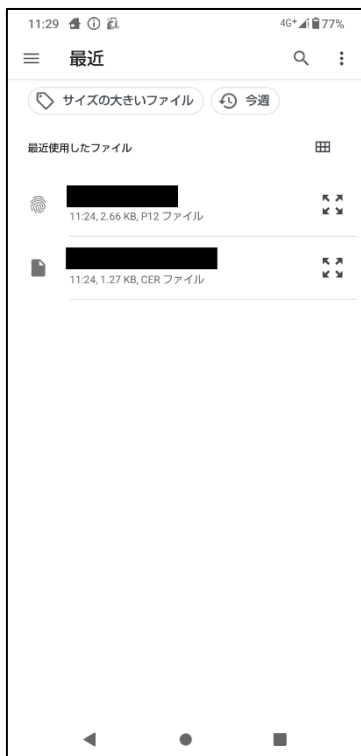 11:29 4G+ 77%
最近
サイズの大きいファイル 今週
最近使用したファイル
11:24, 2.66 KB, P12 ファイル
11:24, 1.27 KB, CER ファイル